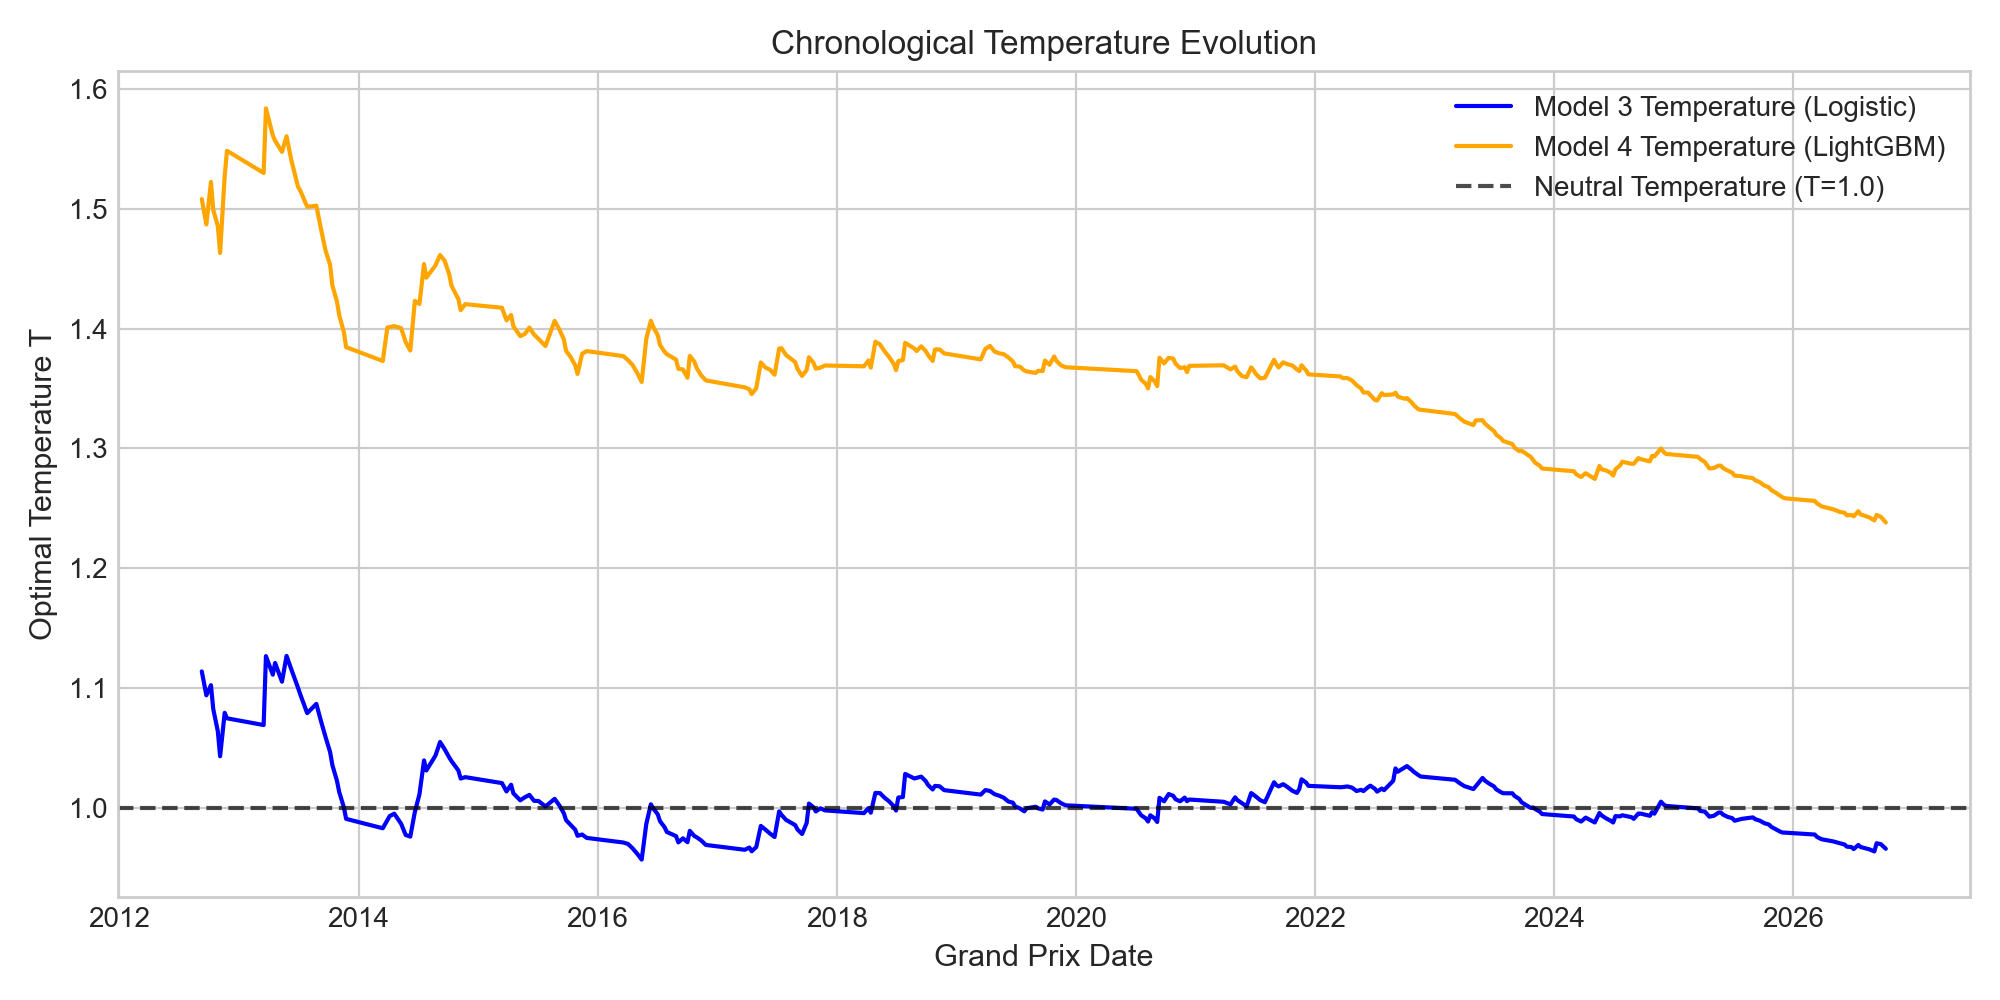 Chronological Temperature Evolution
Model 3 Temperature (Logistic)
Model 4 Temperature (LightGBM)
Neutral Temperature (T=1.0)
Optimal Temperature T
1.6
1.5
1.4
1.3
1.2
1.1
1.0
2012 2014 2016 2018 2020 2022 2024 2026
Grand Prix Date